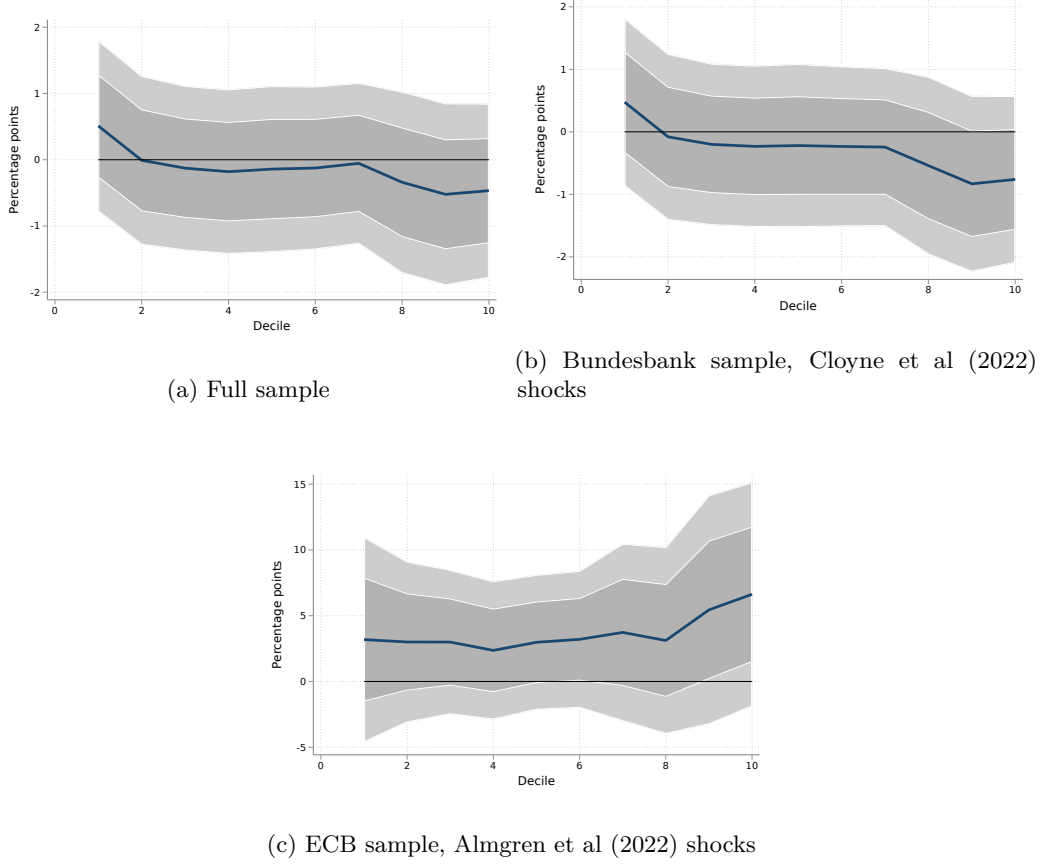 2
1
0
-1
-2
Percentage points
0 2 4 6 8 10
Decile
(a) Full sample
2
1
0
-1
-2
Percentage points
0 2 4 6 8 10
Decile
(b) Bundesbank sample, Cloyne et al (2022)
shocks
15
10
5
0
-5
Percentage points
0 2 4 6 8 10
Decile
(c) ECB sample, Almgren et al (2022) shocks